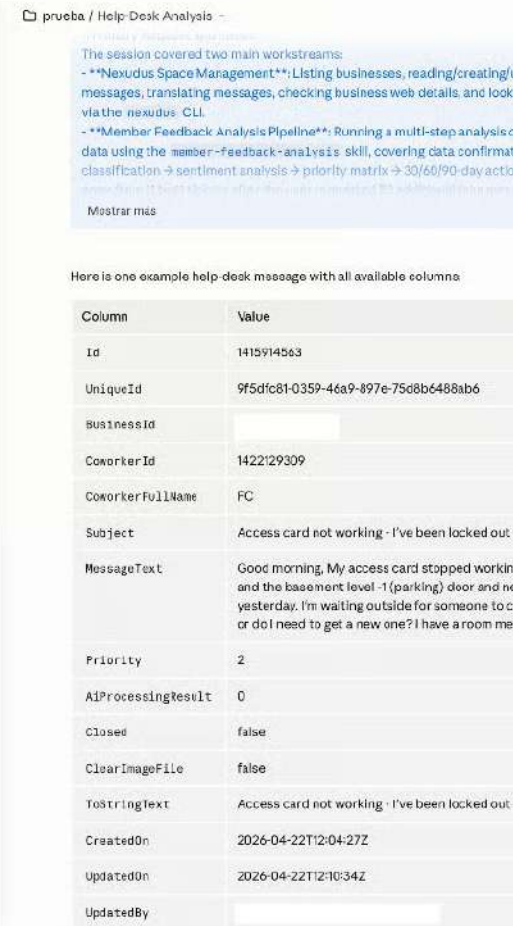 prueba / Help-Desk Analysis
The session covered two main workstreams:
- **Nexudus Space Management**: Listing businesses, reading/creating/u
messages, translating messages, checking business web details, and look
via the nexudus CLI.
- **Member Feedback Analysis Pipeline**: Running a multi-step analysis o
data using the member-feedback-analysis skill, covering data confirmat
classification → sentiment analysis → priority matrix → 30/60/90-day actio
Mostrar más
Here is one example help-desk message with all available columns:
Column Value
Id 1415914563
UniqueId 9f5dfc81-0359-46a9-897e-75d8b6488ab6
BusinessId
CoworkerId 1422129309
CoworkerFullName FC
Subject Access card not working - I've been locked out
MessageText Good morning, My access card stopped workin
and the basement level -1 (parking) door and ne
yesterday. I'm waiting outside for someone to c
or do I need to get a new one? I have a room me
Priority 2
AiProcessingResult 0
Closed false
ClearImageFile false
ToStringText Access card not working - I've been locked out
CreatedOn 2026-04-22T12:04:27Z
UpdatedOn 2026-04-22T12:10:34Z
UpdatedBy